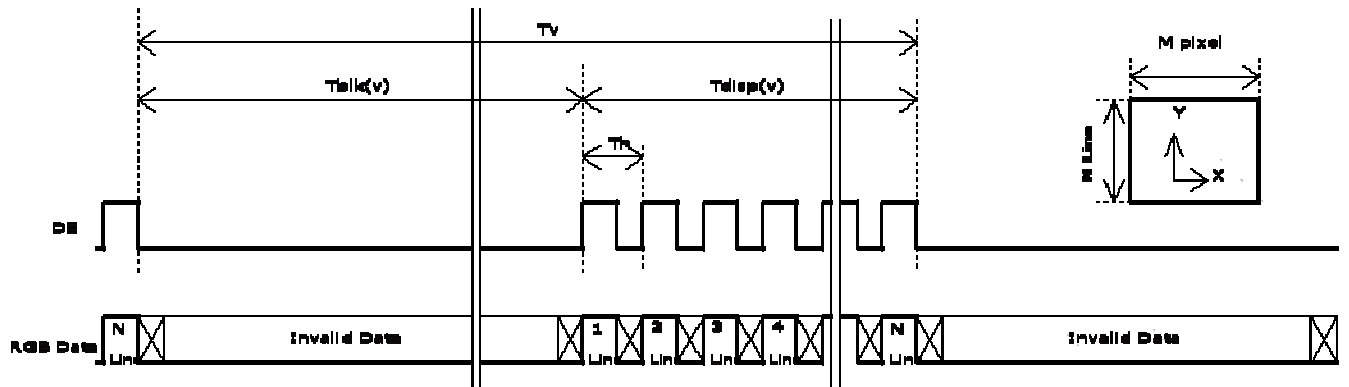 Tv
M pixel
Tblk(v)
Tdisp(v)
Y
Th
N Line
X
DE
N
1
2
3
4
N
Invalid Data
Invalid Data
RGB Data
Lin
Lin
Lin
Lin
Lin
Lin